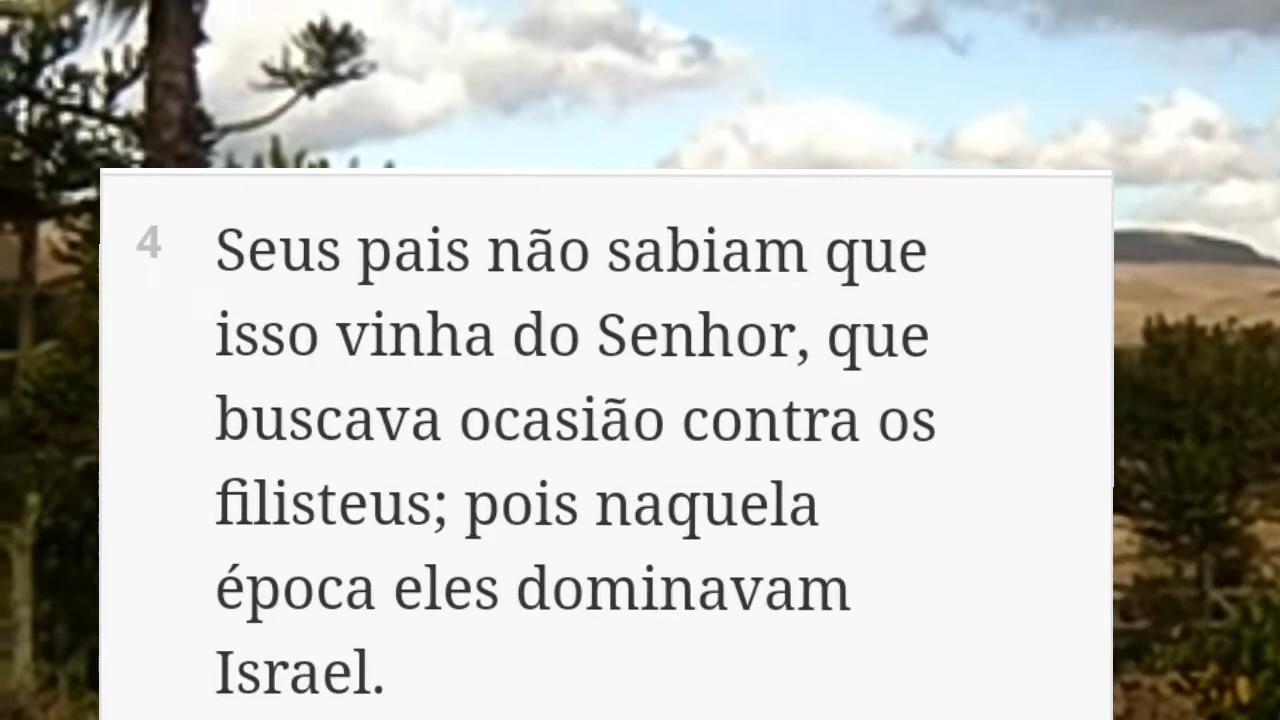 4 Seus pais não sabiam que
isso vinha do Senhor, que
buscava ocasião contra os
filisteus; pois naquela
época eles dominavam
Israel.